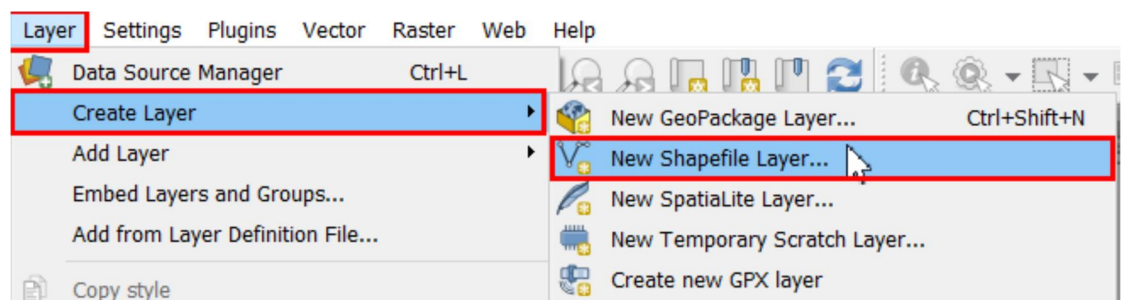 Layer Settings Plugins Vector Raster Web Help
Data Source Manager Ctrl+L
Create Layer
New GeoPackage Layer... Ctrl+Shift+N
Add Layer
New Shapefile Layer...
Embed Layers and Groups...
New SpatiaLite Layer...
Add from Layer Definition File...
New Temporary Scratch Layer...
Copy style
Create new GPX layer